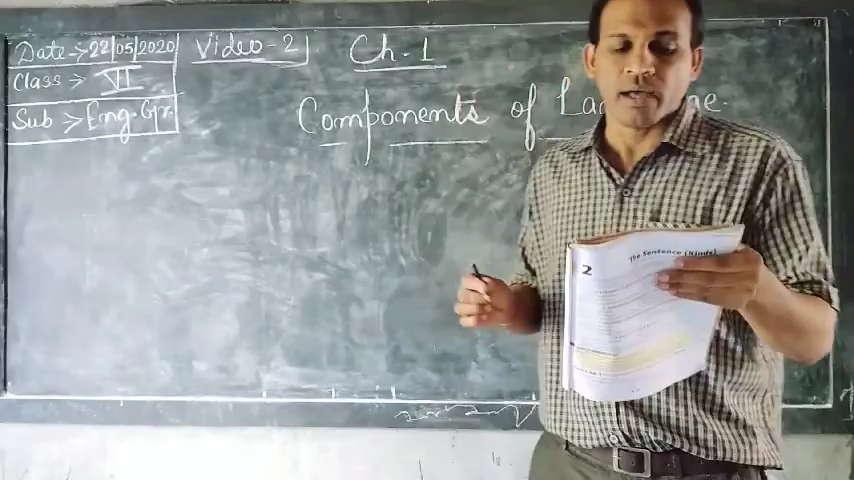 Date → 22/05/2020
Video - 2
Ch - 1
Class → VI
Sub → Eng. Gr.
Components of
2
The Sentence (Kinds)